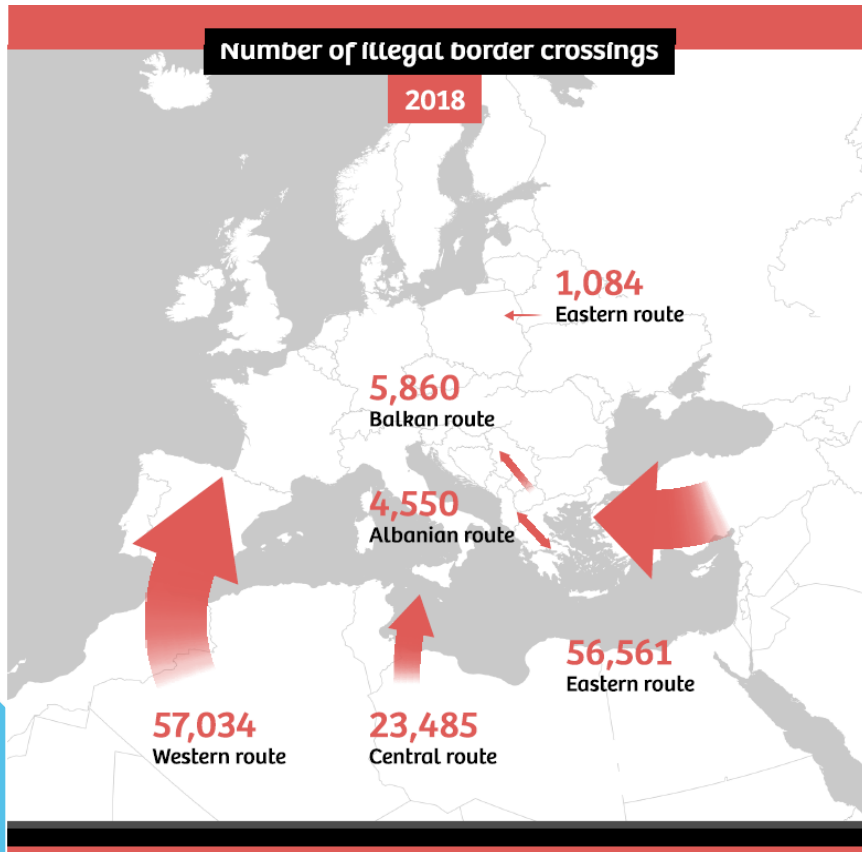 Number of illegal border crossings
2018
1,084
Eastern route
5,860
Balkan route
4,550
Albanian route
56,561
Eastern route
57,034
Western route
23,485
Central route